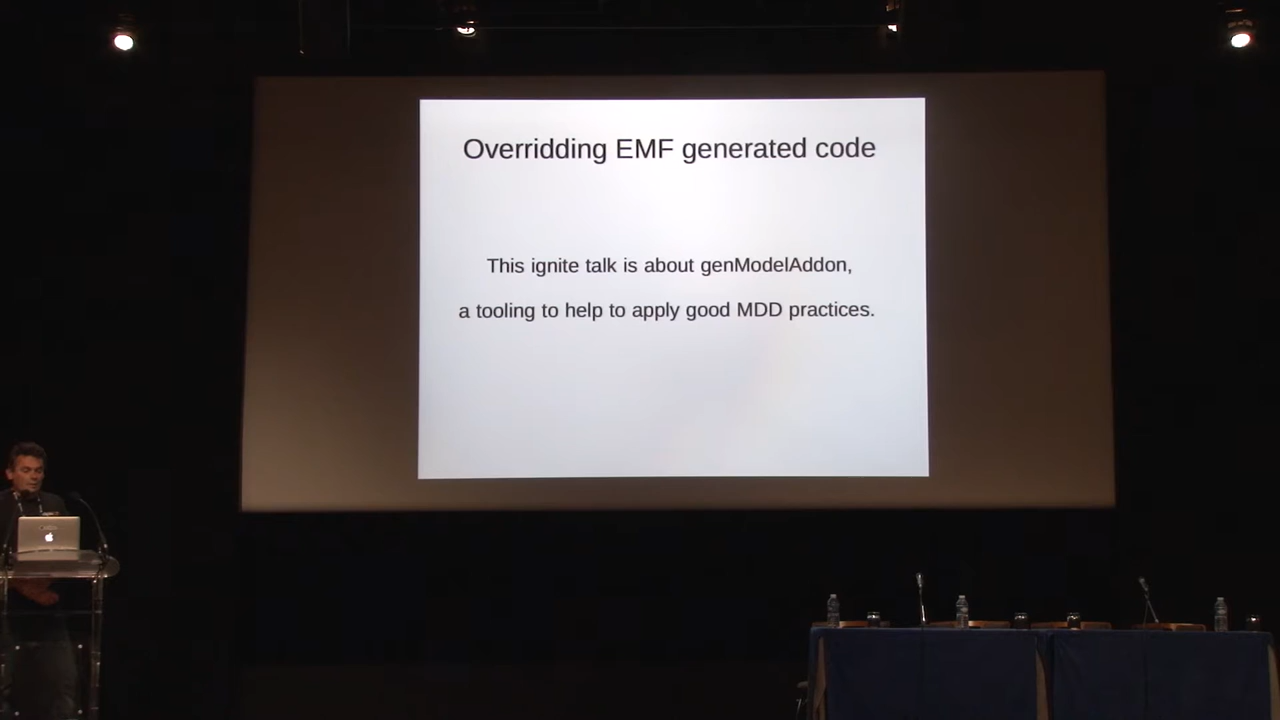 Overridding EMF generated code
This ignite talk is about genModelAddon,
a tooling to help to apply good MDD practices.